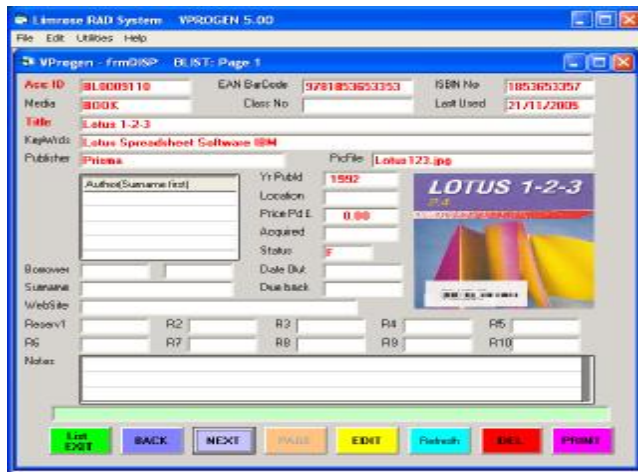 Limrose RAD System VPROGEN 5.00
File Edit Utilities Help
VProgen - frmDISP BLIST: Page 1
Acc ID BL0009110 EAN BarCode 9781853653353 ISBN No 1853653357
Media BOOK Class No Last Used 21/11/2005
Title Lotus 1-2-3
KeyWrds Lotus Spreadsheet Software IBM
Publisher Prisma PicFile Lotus123.jpg
Author(Surname first) Yr Publd 1992
LOTUS 1-2-3
Location
Price Pd £ 0.00
Acquired
Status F
Borrower Date Out
Surname Due back
WebSite
Reserv1 R2 R3 R4 R5
R6 R7 R8 R9 R10
Notes
List EXIT BACK NEXT PAGE EDIT Refresh DEL PRINT